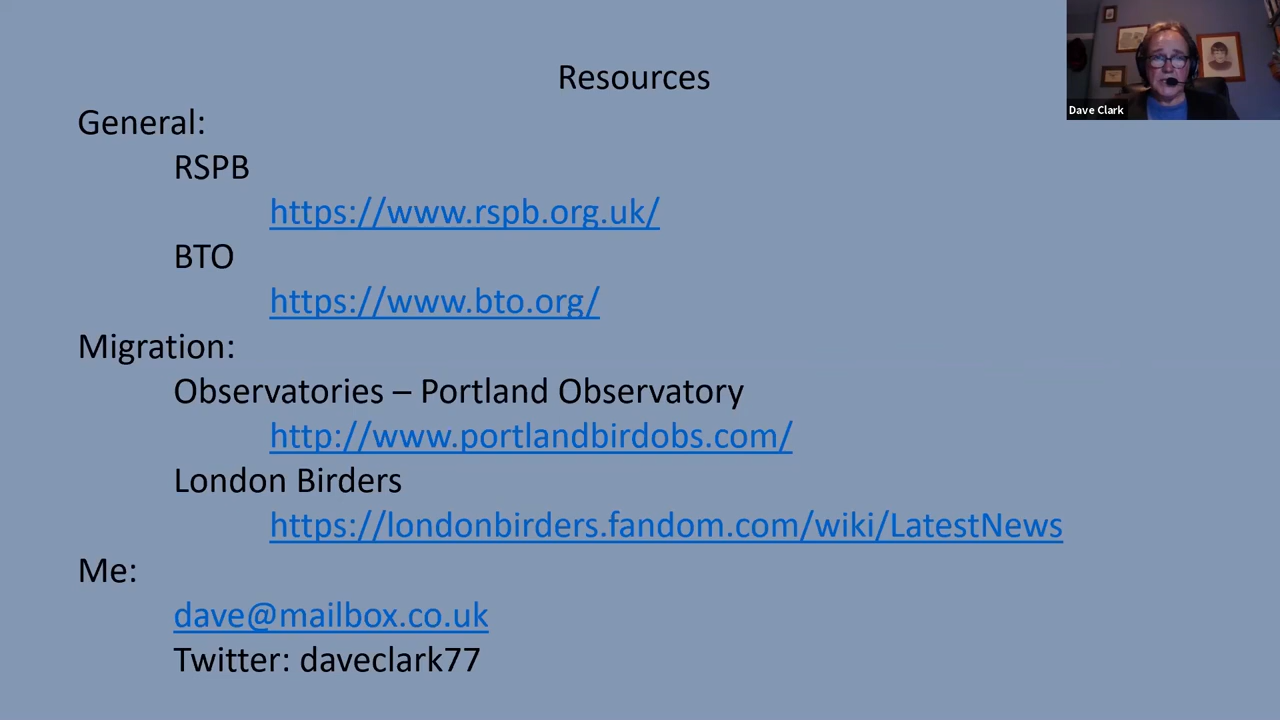 Resources
General:
RSPB
https://www.rspb.org.uk/
BTO
https://www.bto.org/
Migration:
Observatories – Portland Observatory
http://www.portlandbirdobs.com/
London Birders
https://londonbirders.fandom.com/wiki/LatestNews
Me:
dave@mailbox.co.uk
Twitter: daveclark77
Dave Clark